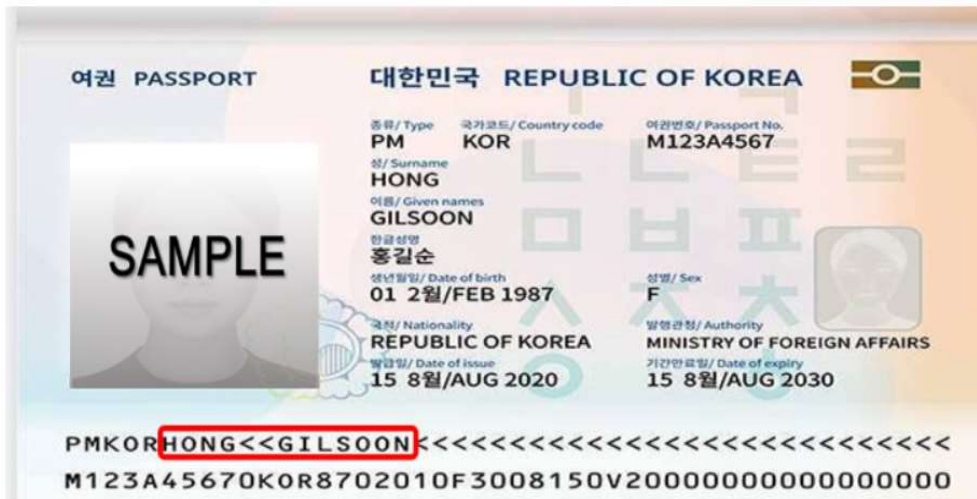 여권 PASSPORT
대한민국 REPUBLIC OF KOREA
종류/Type 국가코드/Country code 여권번호/Passport No.
PM KOR M123A4567
성/Surname
HONG
이름/Given names
GILSOON
한글성명
홍길순
생년월일/Date of birth 성별/Sex
01 2월/FEB 1987 F
국적/Nationality 발행관청/Authority
REPUBLIC OF KOREA MINISTRY OF FOREIGN AFFAIRS
발급일/Date of issue 기간만료일/Date of expiry
15 8월/AUG 2020 15 8월/AUG 2030
SAMPLE
ㄱ ㄱ
ㄴ ㄷ ㄹ
ㅁ ㅂ ㅍ
ㅅ ㅈ ㅊ
ㅇ
PMKORHONG<<GILSOON<<<<<<<<<<<<<<<<<<<<<<<<<<
M123A45670KOR8702010F3008150V20000000000000000